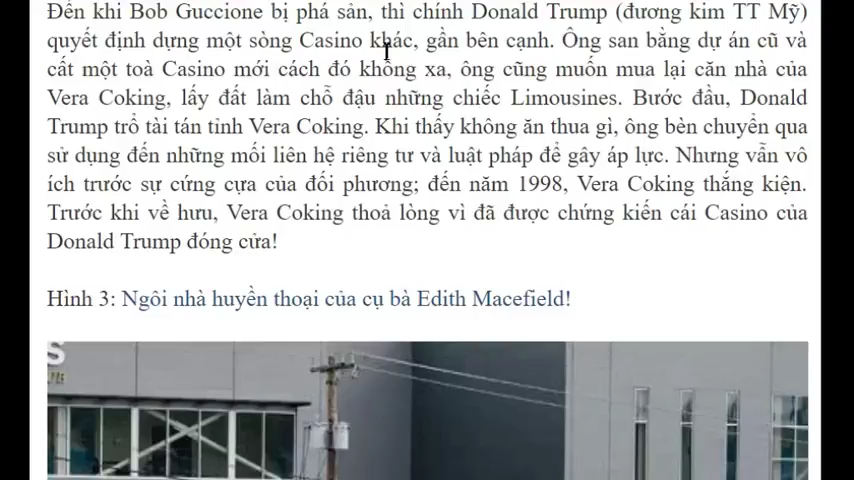 Đến khi Bob Guccione bị phá sản, thì chính Donald Trump (đương kim TT Mỹ)
quyết định dựng một sòng Casino khác, gần bên cạnh. Ông san bằng dự án cũ và
cất một toà Casino mới cách đó không xa, ông cũng muốn mua lại căn nhà của
Vera Coking, lấy đất làm chỗ đậu những chiếc Limousines. Bước đầu, Donald
Trump trổ tài tán tỉnh Vera Coking. Khi thấy không ăn thua gì, ông bèn chuyển qua
sử dụng đến những mối liên hệ riêng tư và luật pháp để gây áp lực. Nhưng vẫn vô
ích trước sự cứng cựa của đối phương; đến năm 1998, Vera Coking thắng kiện.
Trước khi về hưu, Vera Coking thoả lòng vì đã được chứng kiến cái Casino của
Donald Trump đóng cửa!
Hình 3: Ngôi nhà huyền thoại của cụ bà Edith Macefield!
S